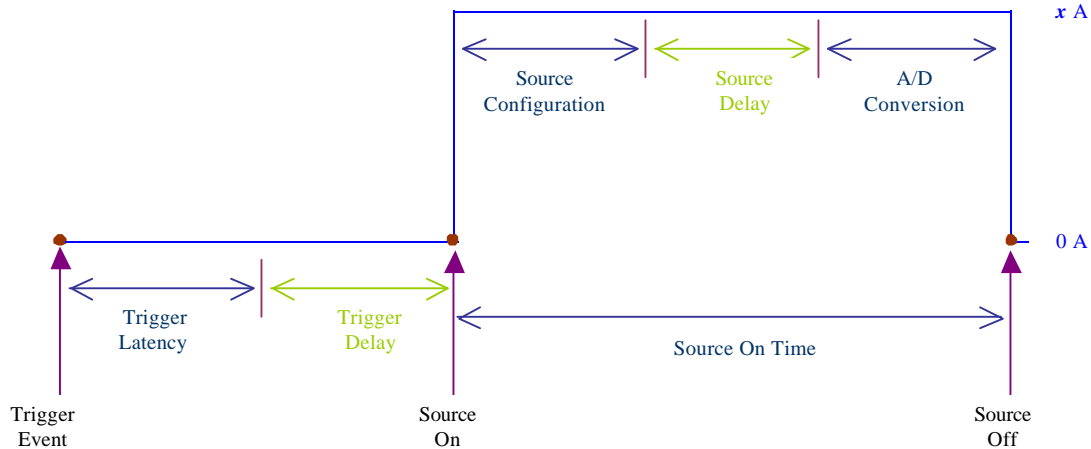 x A
Source
Configuration
Source
Delay
A/D
Conversion
0 A
Trigger
Latency
Trigger
Delay
Source On Time
Trigger
Event
Source
On
Source
Off